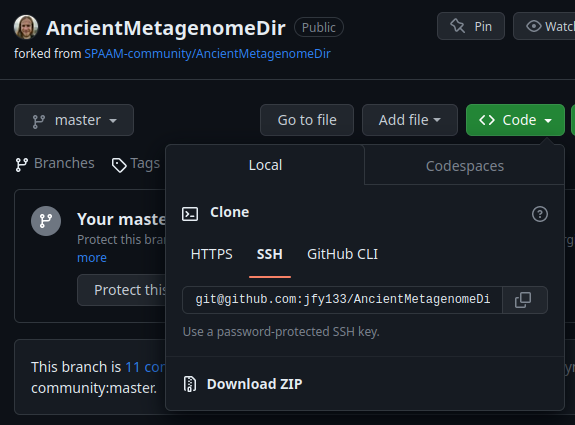 AncientMetagenomeDir Public
Pin
Watch
forked from SPAAM-community/AncientMetagenomeDir
master
Go to file
Add file
Code
Branches
Tags
Local
Codespaces
Your maste
Protect this bran
more
Protect this
Clone
HTTPS
SSH
GitHub CLI
git@github.com:jfy133/AncientMetagenomeDi
Use a password-protected SSH key.
Download ZIP
This branch is 11 com
community:master.